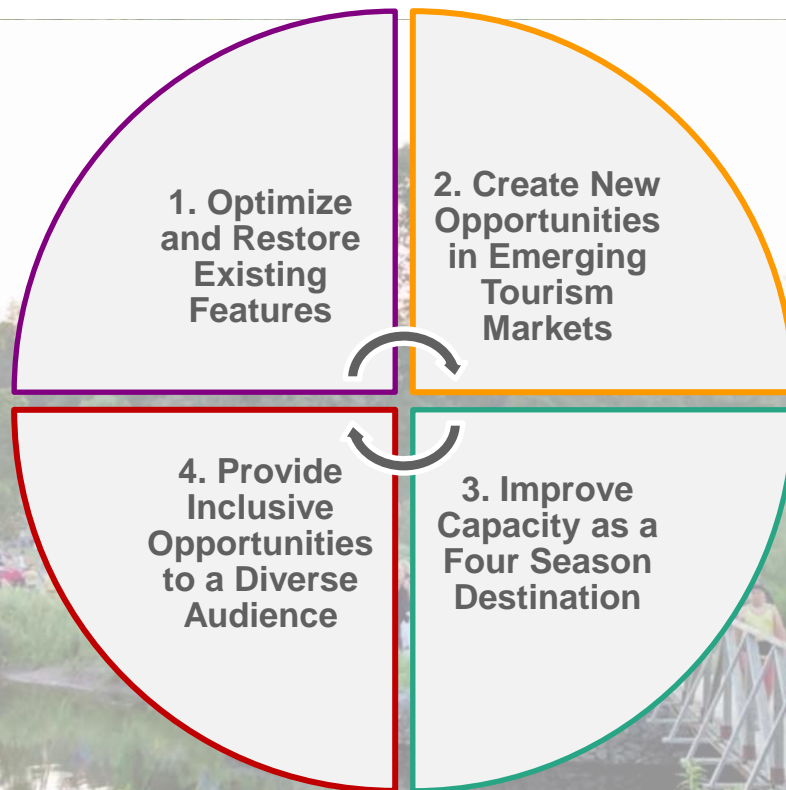 1. Optimize
and Restore
Existing
Features
2. Create New
Opportunities
in Emerging
Tourism
Markets
3. Improve
Capacity as a
Four Season
Destination
4. Provide
Inclusive
Opportunities
to a Diverse
Audience